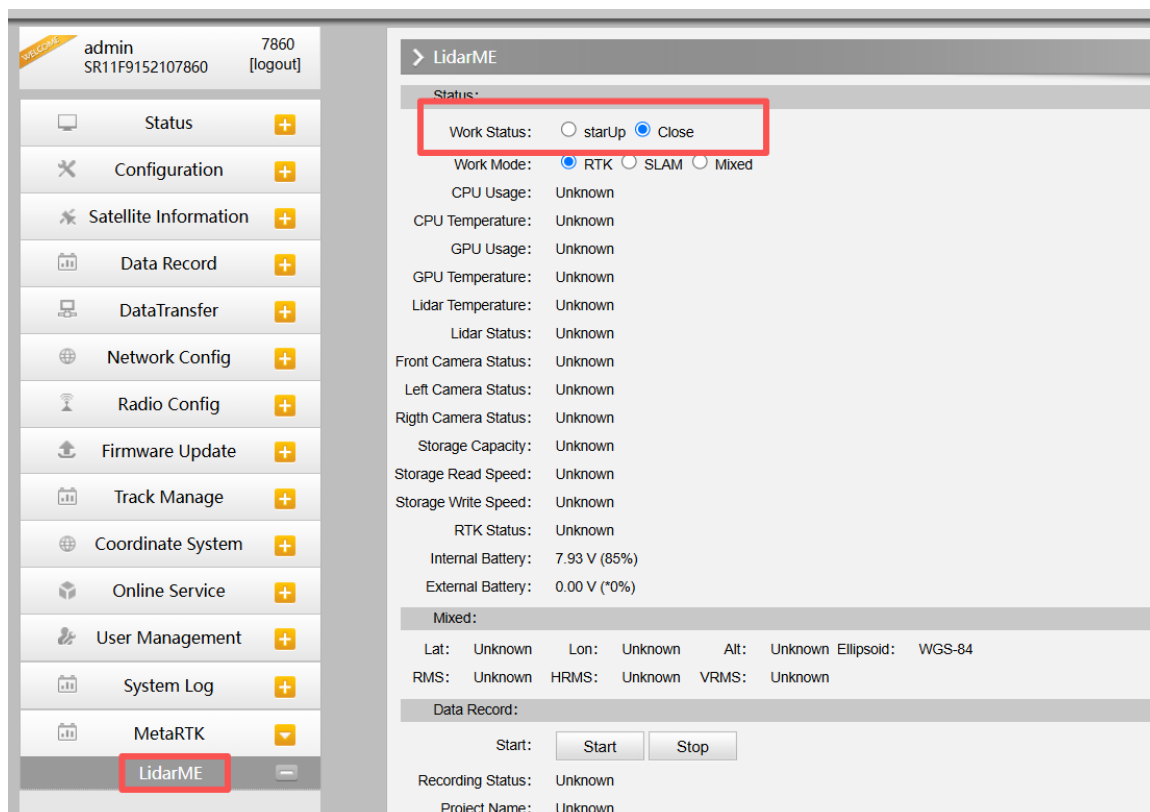 WELCOME
admin 7860
SR11F9152107860 [logout]
Status
Configuration
Satellite Information
Data Record
DataTransfer
Network Config
Radio Config
Firmware Update
Track Manage
Coordinate System
Online Service
User Management
System Log
MetaRTK
LidarME
LidarME
Status:
Work Status: starUp Close
Work Mode: RTK SLAM Mixed
CPU Usage: Unknown
CPU Temperature: Unknown
GPU Usage: Unknown
GPU Temperature: Unknown
Lidar Temperature: Unknown
Lidar Status: Unknown
Front Camera Status: Unknown
Left Camera Status: Unknown
Rigth Camera Status: Unknown
Storage Capacity: Unknown
Storage Read Speed: Unknown
Storage Write Speed: Unknown
RTK Status: Unknown
Internal Battery: 7.93 V (85%)
External Battery: 0.00 V (*0%)
Mixed:
Lat: Unknown Lon: Unknown Alt: Unknown Ellipsoid: WGS-84
RMS: Unknown HRMS: Unknown VRMS: Unknown
Data Record:
Start: Start Stop
Recording Status: Unknown
Project Name: Unknown